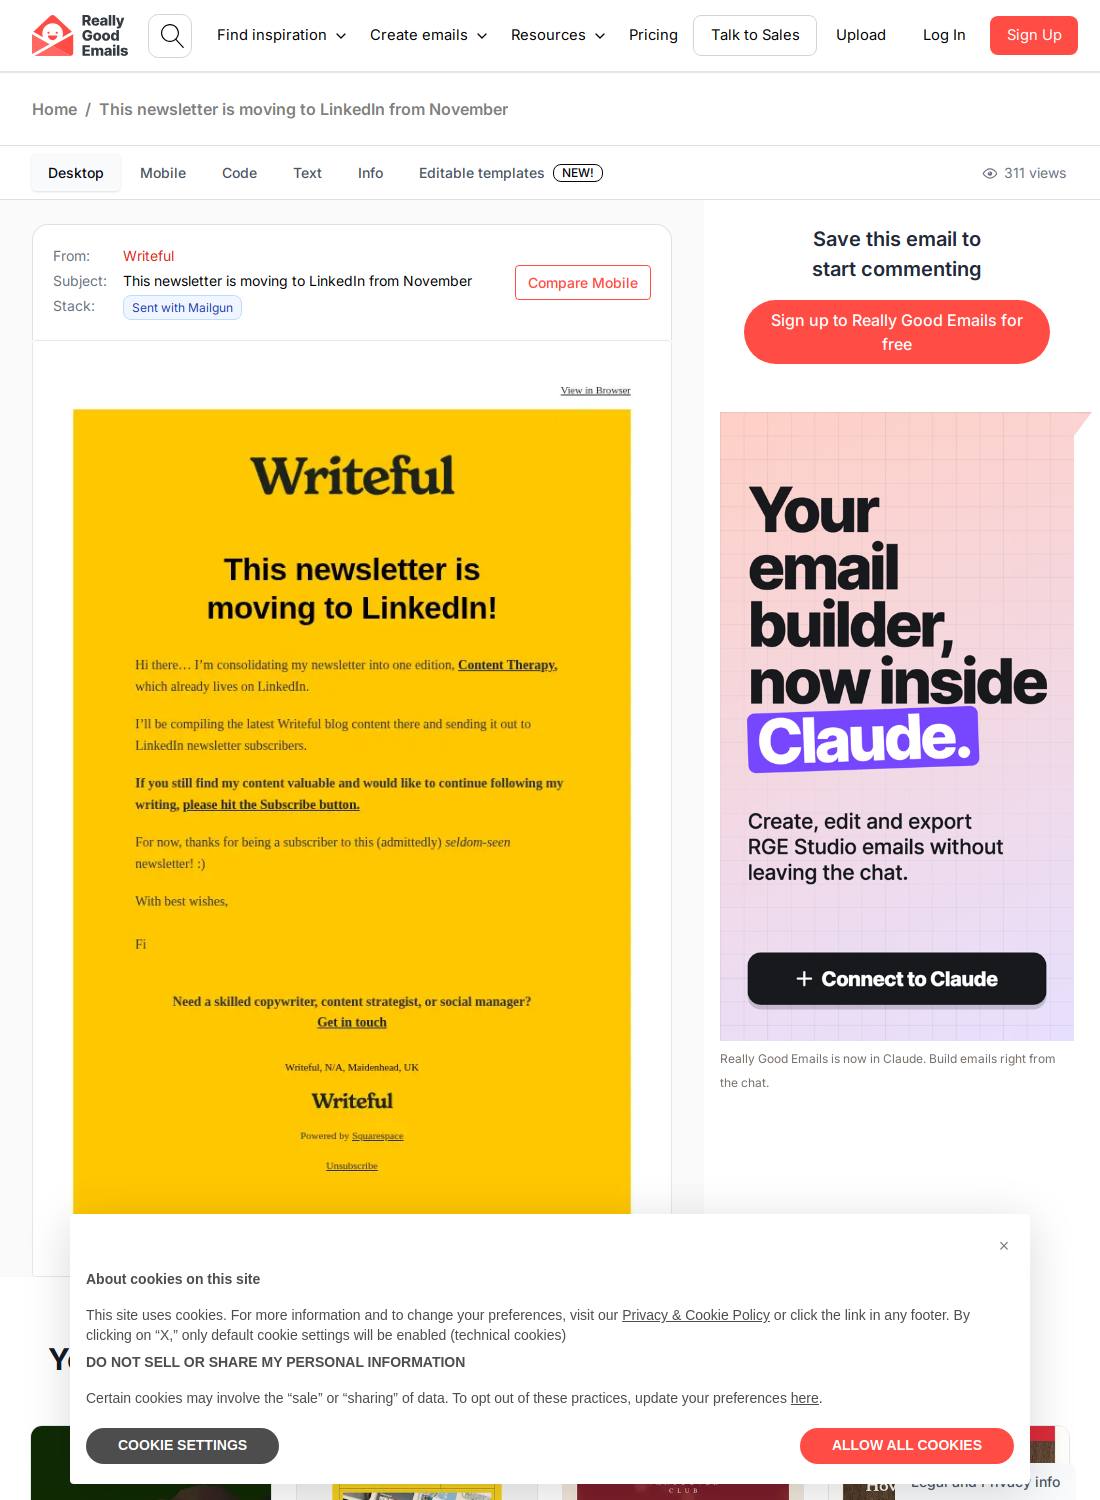 Really
Good
Emails
Find inspiration
Create emails
Resources
Pricing
Talk to Sales
Upload
Log In
Sign Up
Home / This newsletter is moving to LinkedIn from November
Desktop
Mobile
Code
Text
Info
Editable templates NEW!
311 views
From: Writeful
Subject: This newsletter is moving to LinkedIn from November
Stack: Sent with Mailgun
Compare Mobile
View in Browser
Writeful
This newsletter is
moving to LinkedIn!
Hi there… I’m consolidating my newsletter into one edition, Content Therapy,
which already lives on LinkedIn.
I’ll be compiling the latest Writeful blog content there and sending it out to
LinkedIn newsletter subscribers.
If you still find my content valuable and would like to continue following my
writing, please hit the Subscribe button.
For now, thanks for being a subscriber to this (admittedly) seldom-seen
newsletter! :)
With best wishes,
Fi
Need a skilled copywriter, content strategist, or social manager?
Get in touch
Writeful, N/A, Maidenhead, UK
Writeful
Powered by Squarespace
Unsubscribe
Save this email to
start commenting
Sign up to Really Good Emails for
free
Your
email
builder,
now inside
Claude.
Create, edit and export
RGE Studio emails without
leaving the chat.
+ Connect to Claude
Really Good Emails is now in Claude. Build emails right from
the chat.
×
About cookies on this site
This site uses cookies. For more information and to change your preferences, visit our Privacy & Cookie Policy or click the link in any footer. By
clicking on “X,” only default cookie settings will be enabled (technical cookies)
DO NOT SELL OR SHARE MY PERSONAL INFORMATION
Certain cookies may involve the “sale” or “sharing” of data. To opt out of these practices, update your preferences here.
COOKIE SETTINGS
ALLOW ALL COOKIES
CLUB
info